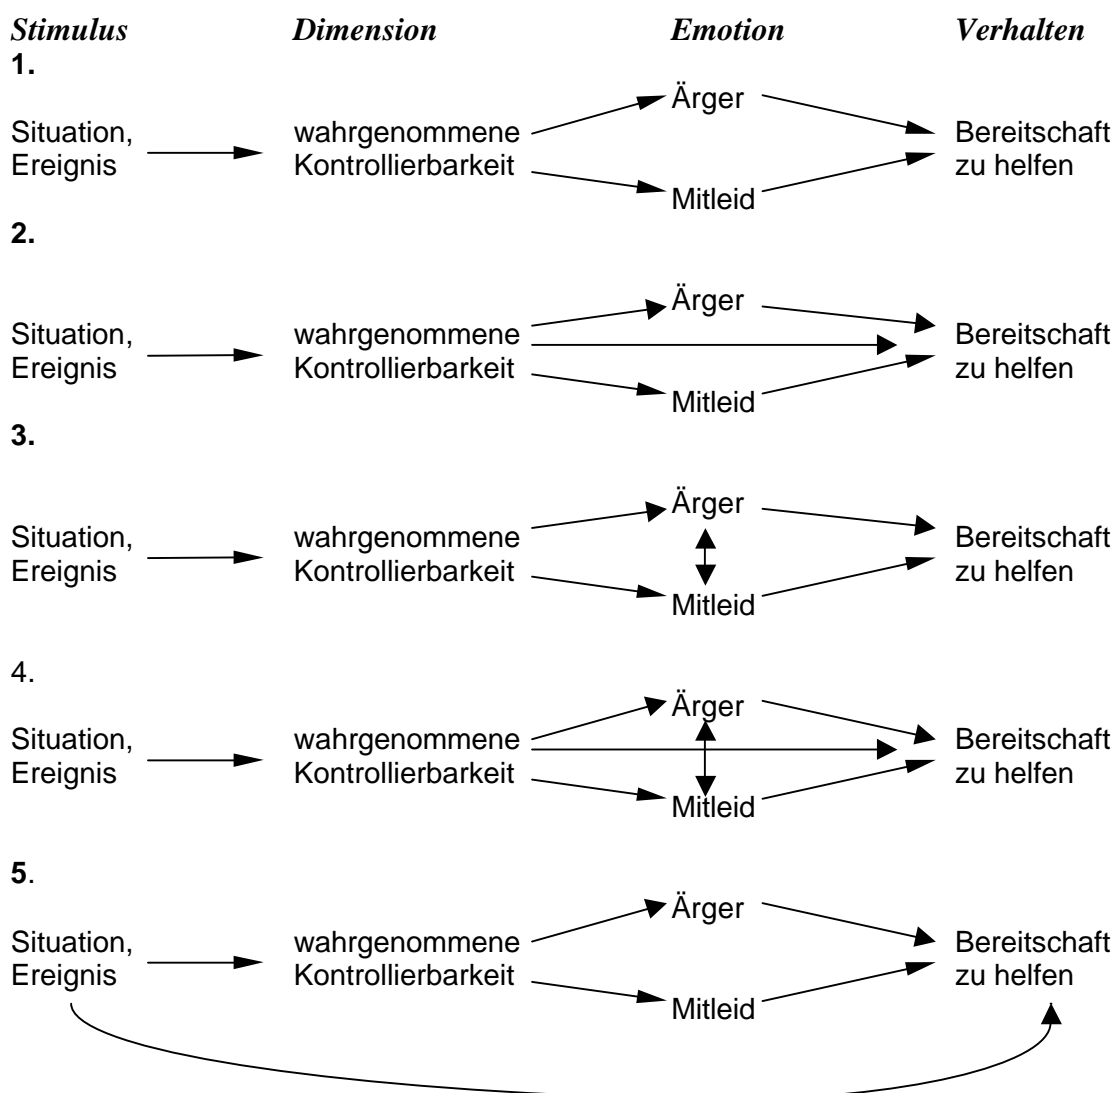 Stimulus Dimension Emotion Verhalten
1.
Ärger
Situation, wahrgenommene Bereitschaft
Ereignis Kontrollierbarkeit zu helfen
Mitleid
2.
Ärger
Situation, wahrgenommene Bereitschaft
Ereignis Kontrollierbarkeit zu helfen
Mitleid
3.
Ärger
Situation, wahrgenommene Bereitschaft
Ereignis Kontrollierbarkeit zu helfen
Mitleid
4.
Ärger
Situation, wahrgenommene Bereitschaft
Ereignis Kontrollierbarkeit zu helfen
Mitleid
5.
Ärger
Situation, wahrgenommene Bereitschaft
Ereignis Kontrollierbarkeit zu helfen
Mitleid